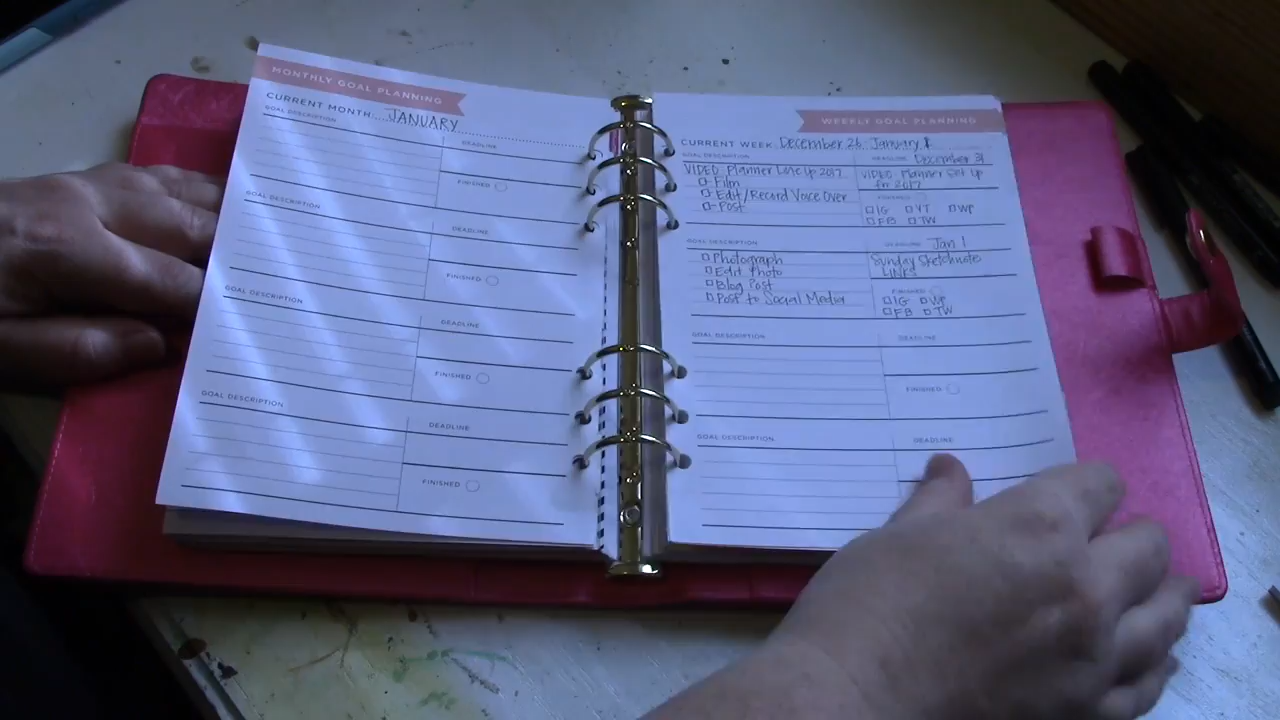 MONTHLY GOAL PLANNING
CURRENT MONTH: JANUARY
GOAL DESCRIPTION
DEADLINE
FINISHED
GOAL DESCRIPTION
DEADLINE
FINISHED
GOAL DESCRIPTION
DEADLINE
FINISHED
GOAL DESCRIPTION
DEADLINE
FINISHED
WEEKLY GOAL PLANNING
CURRENT WEEK: December 26 - January 1
GOAL DESCRIPTION
DEADLINE December 31
VIDEO Planner Line Up 2017
Film
Edit/Record Voice Over
Post
VIDEO Planner Set Up
for 2017
FINISHED
IG YT WP
FB TW
GOAL DESCRIPTION
DEADLINE Jan 1
Photograph
Edit Photo
Blog Post
Post to Social Media
Sunday Sketchnote
LINKS
FINISHED
IG WP
FB TW
GOAL DESCRIPTION
DEADLINE
FINISHED
GOAL DESCRIPTION
DEADLINE